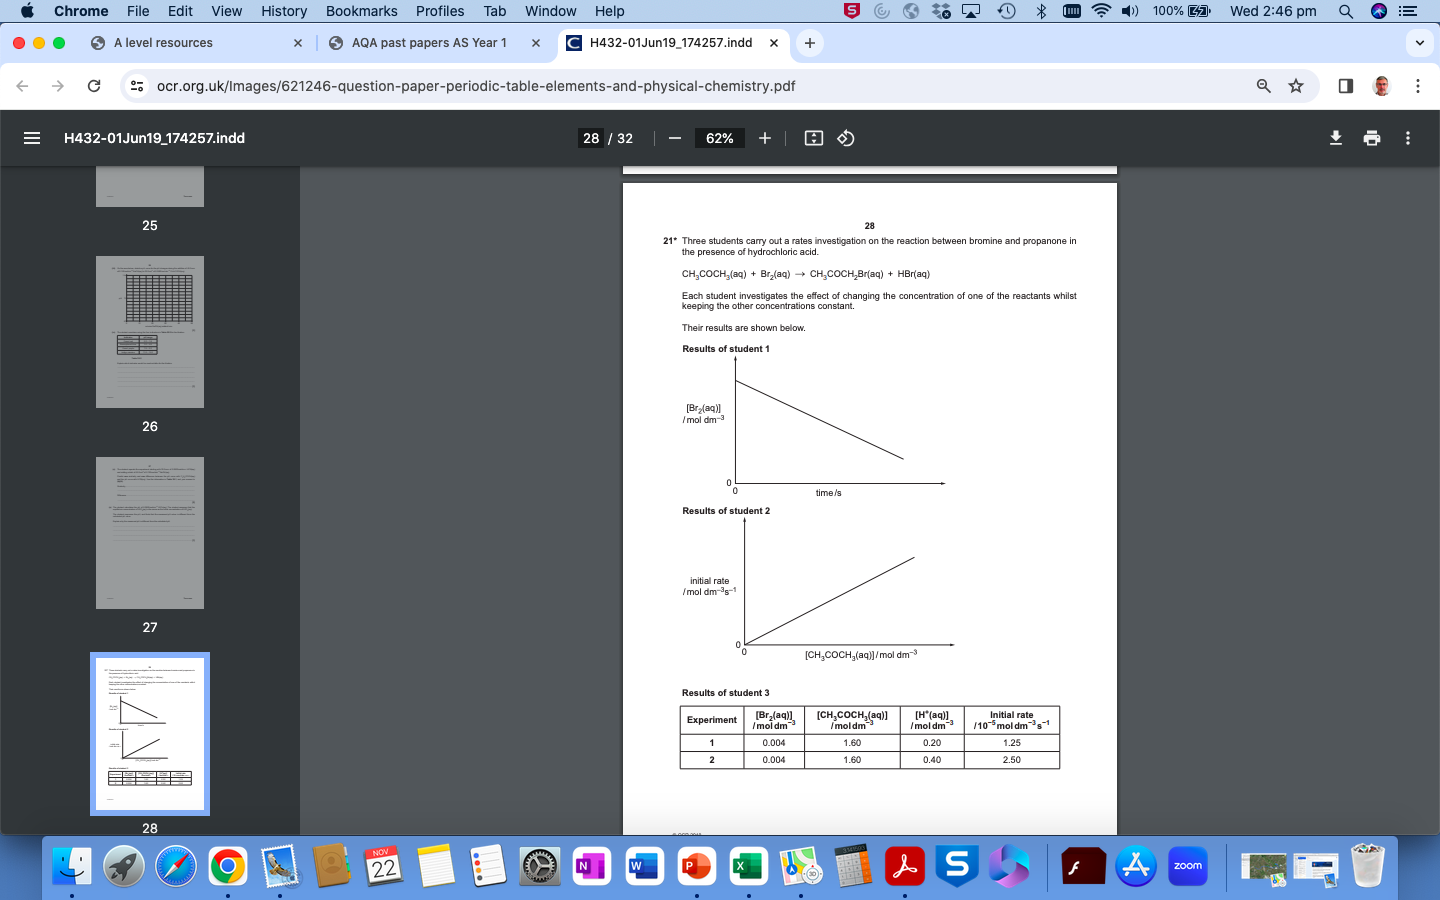 Chrome File Edit View History Bookmarks Profiles Tab Window Help
S 100% Wed 2:46 pm
A level resources
AQA past papers AS Year 1
H432-01Jun19_174257.indd
ocr.org.uk/Images/621246-question-paper-periodic-table-elements-and-physical-chemistry.pdf
H432-01Jun19_174257.indd
28 / 32
62%
25
26
27
28
28
21* Three students carry out a rates investigation on the reaction between bromine and propanone in
the presence of hydrochloric acid.
CH₃COCH₃(aq) + Br₂(aq) → CH₃COCH₂Br(aq) + HBr(aq)
Each student investigates the effect of changing the concentration of one of the reactants whilst
keeping the other concentrations constant.
Their results are shown below.
Results of student 1
[Br₂(aq)]
/ mol dm⁻³
0
0
time/s
Results of student 2
initial rate
/ mol dm⁻³s⁻¹
0
0
[CH₃COCH₃(aq)] / mol dm⁻³
Results of student 3
Experiment [Br₂(aq)] / mol dm⁻³ [CH₃COCH₃(aq)] / mol dm⁻³ [H⁺(aq)] / mol dm⁻³ Initial rate / 10⁻⁵ mol dm⁻³ s⁻¹
1 0.004 1.60 0.20 1.25
2 0.004 1.60 0.40 2.50
NOV
22
N
W
P
X
3D
S
f
zoom